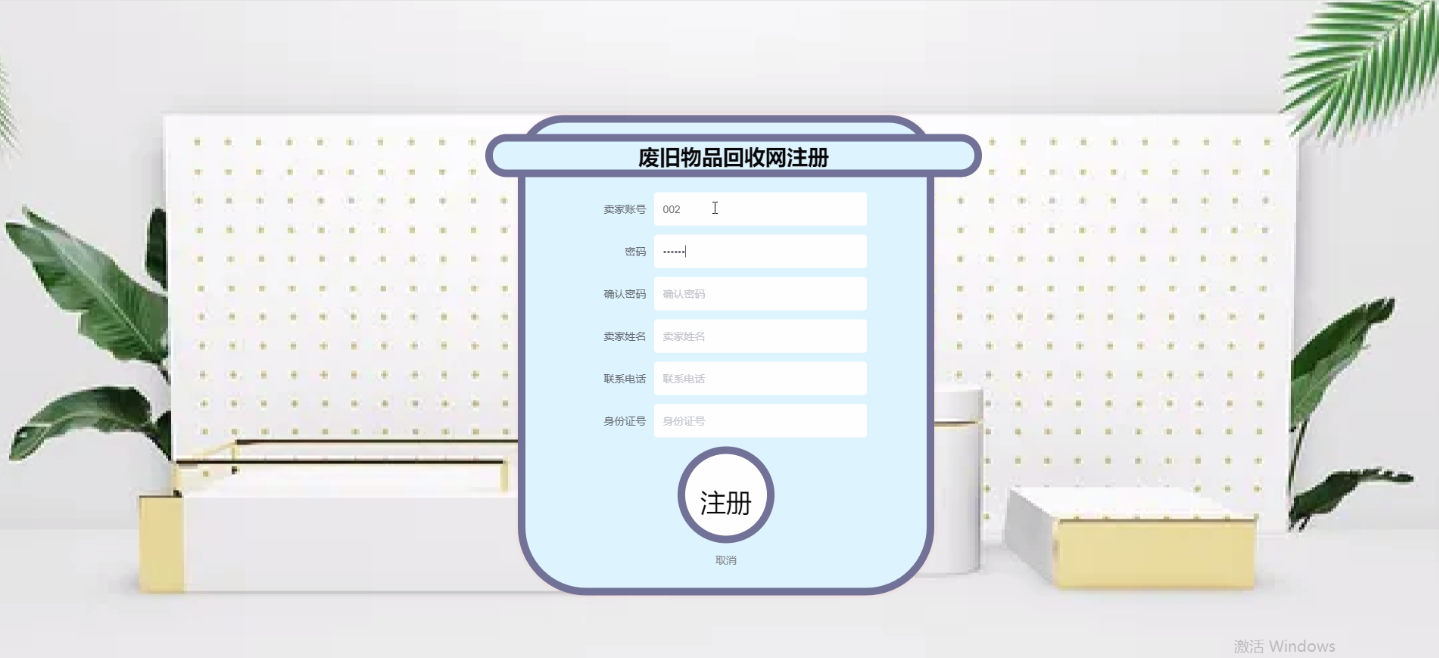 废旧物品回收网注册
卖家账号 002
密码 ······
确认密码 确认密码
卖家姓名 卖家姓名
联系电话 联系电话
身份证号 身份证号
注册
取消
激活 Windows